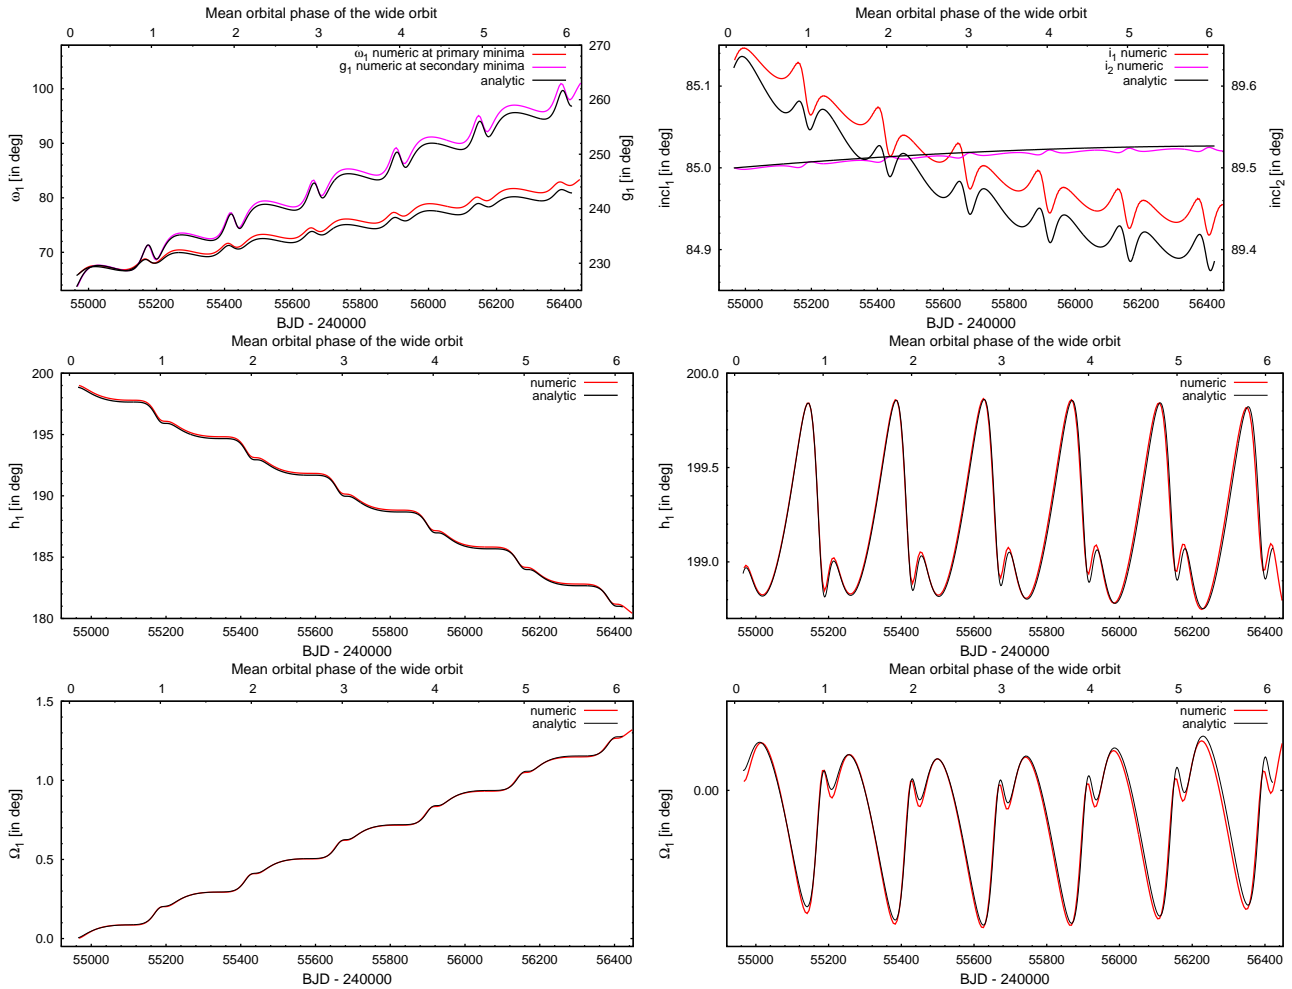 Mean orbital phase of the wide orbit
0 1 2 3 4 5 6
ω1 numeric at primary minima
g1 numeric at secondary minima
analytic
100
90
80
70
ω1 [in deg]
270
260
250
240
230
g1 [in deg]
55000 55200 55400 55600 55800 56000 56200 56400
BJD - 240000
Mean orbital phase of the wide orbit
0 1 2 3 4 5 6
i1 numeric
i2 numeric
analytic
85.1
85.0
84.9
incl1 [in deg]
89.6
89.5
89.4
incl2 [in deg]
55000 55200 55400 55600 55800 56000 56200 56400
BJD - 240000
Mean orbital phase of the wide orbit
0 1 2 3 4 5 6
numeric
analytic
200
195
190
185
180
h1 [in deg]
55000 55200 55400 55600 55800 56000 56200 56400
BJD - 240000
Mean orbital phase of the wide orbit
0 1 2 3 4 5 6
numeric
analytic
200.0
199.5
199.0
h1 [in deg]
55000 55200 55400 55600 55800 56000 56200 56400
BJD - 240000
Mean orbital phase of the wide orbit
0 1 2 3 4 5 6
numeric
analytic
1.5
1.0
0.5
0.0
Ω1 [in deg]
55000 55200 55400 55600 55800 56000 56200 56400
BJD - 240000
Mean orbital phase of the wide orbit
0 1 2 3 4 5 6
numeric
analytic
0.00
Ω1 [in deg]
55000 55200 55400 55600 55800 56000 56200 56400
BJD - 240000